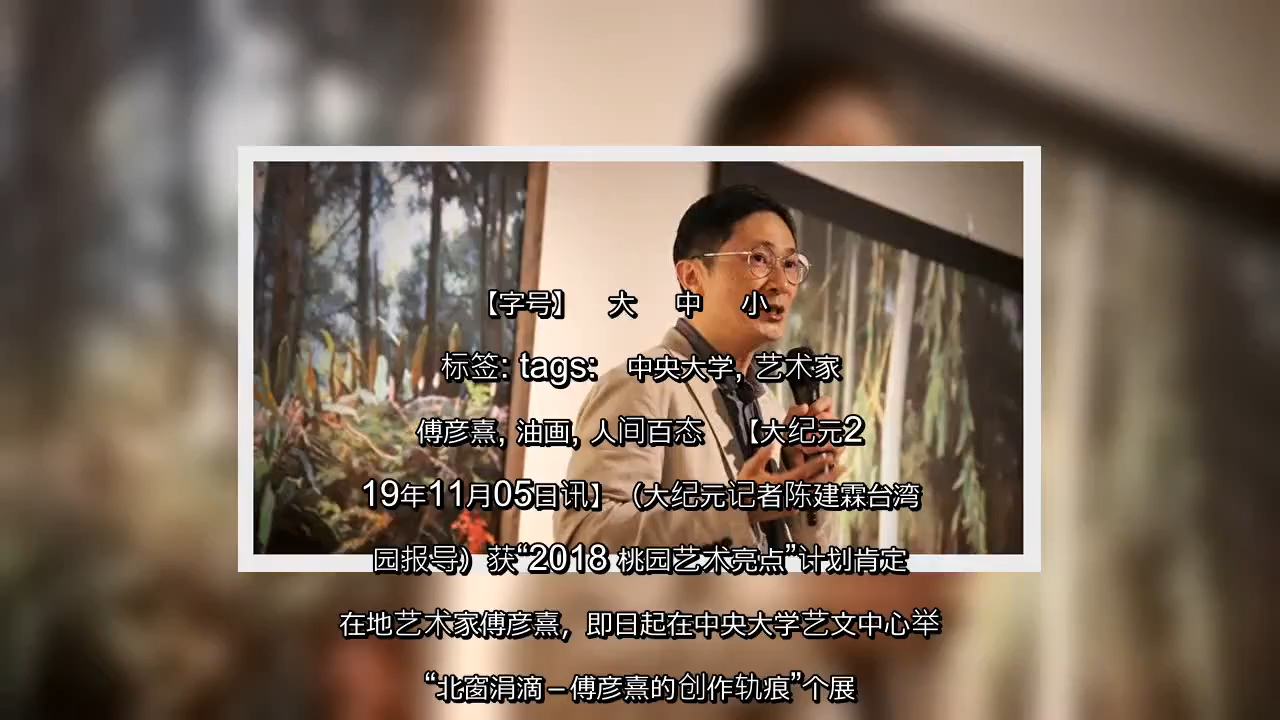 【字号】 大 中 小
标签: tags: 中央大学, 艺术家
傅彦熹, 油画, 人间百态 【大纪元2
19年11月05日讯】（大纪元记者陈建霖台湾
园报导）获“2018 桃园艺术亮点”计划肯定
在地艺术家傅彦熹，即日起在中央大学艺文中心举
“北窗涓滴 – 傅彦熹的创作轨痕”个展